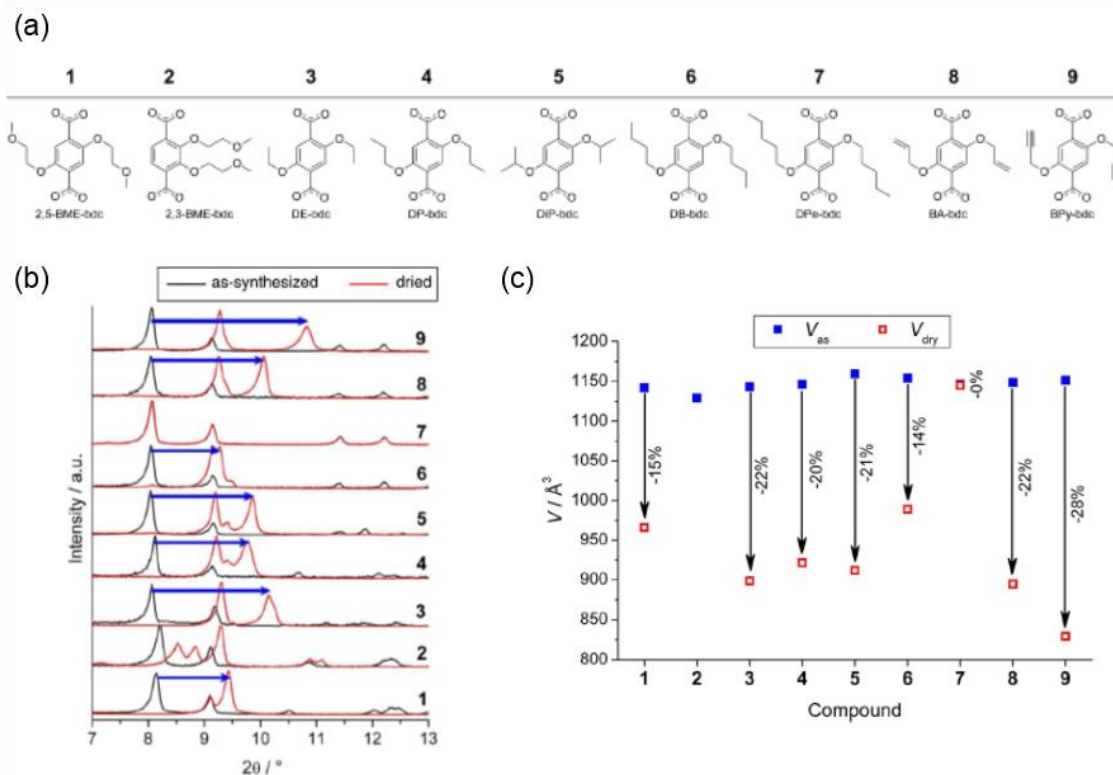 (a)
1 2 3 4 5 6 7 8 9
2,5-BME-bdc 2,3-BME-bdc DE-bdc DP-bdc DiP-bdc DB-bdc DPe-bdc BA-bdc BPy-bdc
(b)
as-synthesized dried
Intensity / a.u.
9
8
7
6
5
4
3
2
1
7 8 9 10 11 12 13
2θ / °
(c)
V as V dry
1200
1150
1100
1050
1000
950
900
850
800
V / Å³
-15%
-22%
-20%
-21%
-14%
-0%
-22%
-28%
1 2 3 4 5 6 7 8 9
Compound